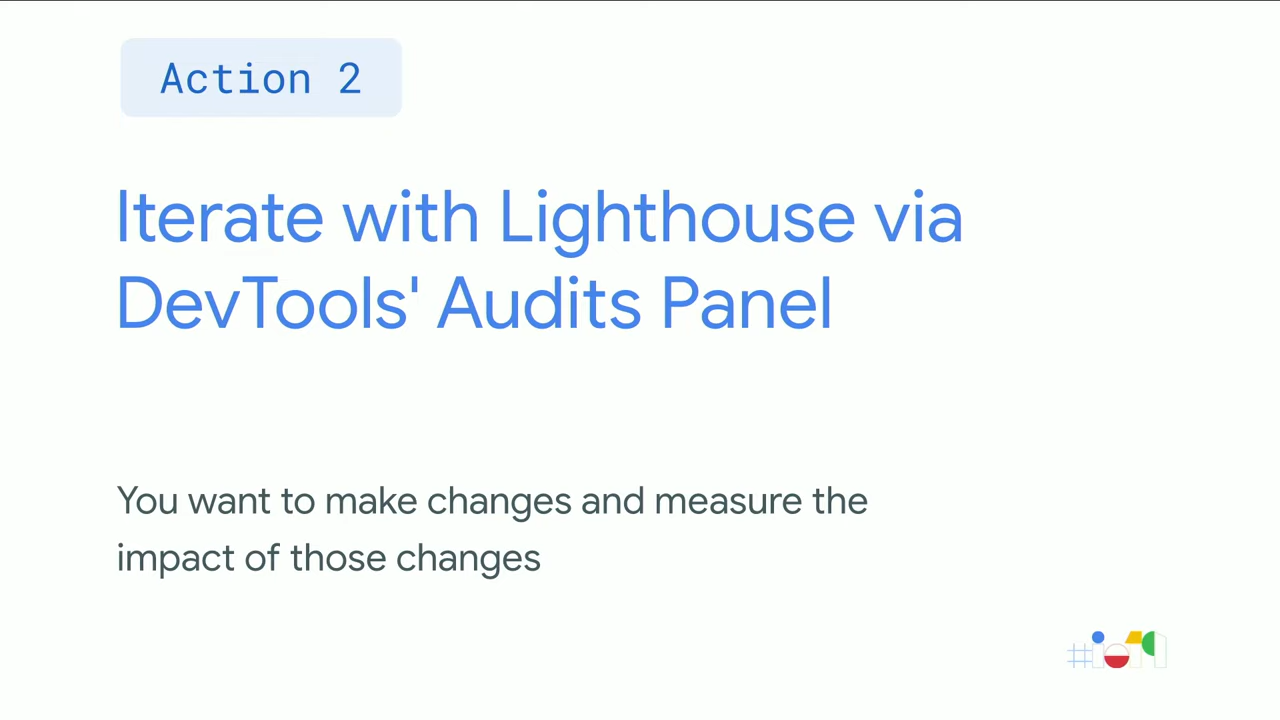 Action 2
Iterate with Lighthouse via
DevTools' Audits Panel
You want to make changes and measure the
impact of those changes
#io19